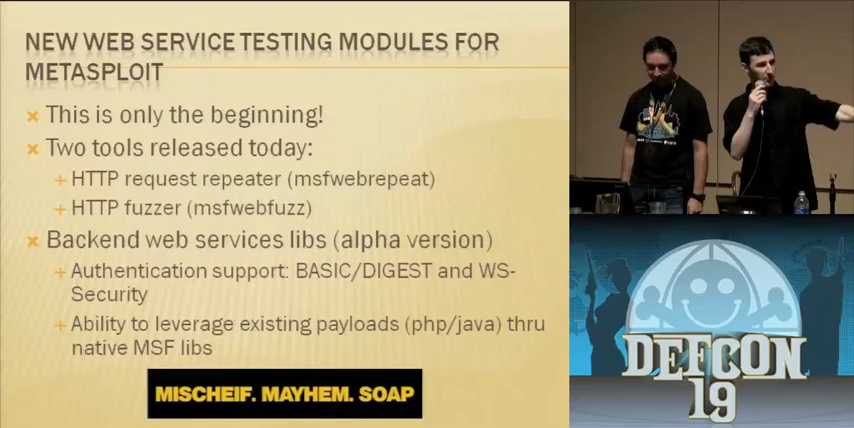 NEW WEB SERVICE TESTING MODULES FOR
METASPLOIT
This is only the beginning!
Two tools released today:
HTTP request repeater (msfwebrepeat)
HTTP fuzzer (msfwebfuzz)
Backend web services libs (alpha version)
Authentication support: BASIC/DIGEST and WS-
Security
Ability to leverage existing payloads (php/java) thru
native MSF libs
MISCHEIF. MAYHEM. SOAP
DEFCON
19